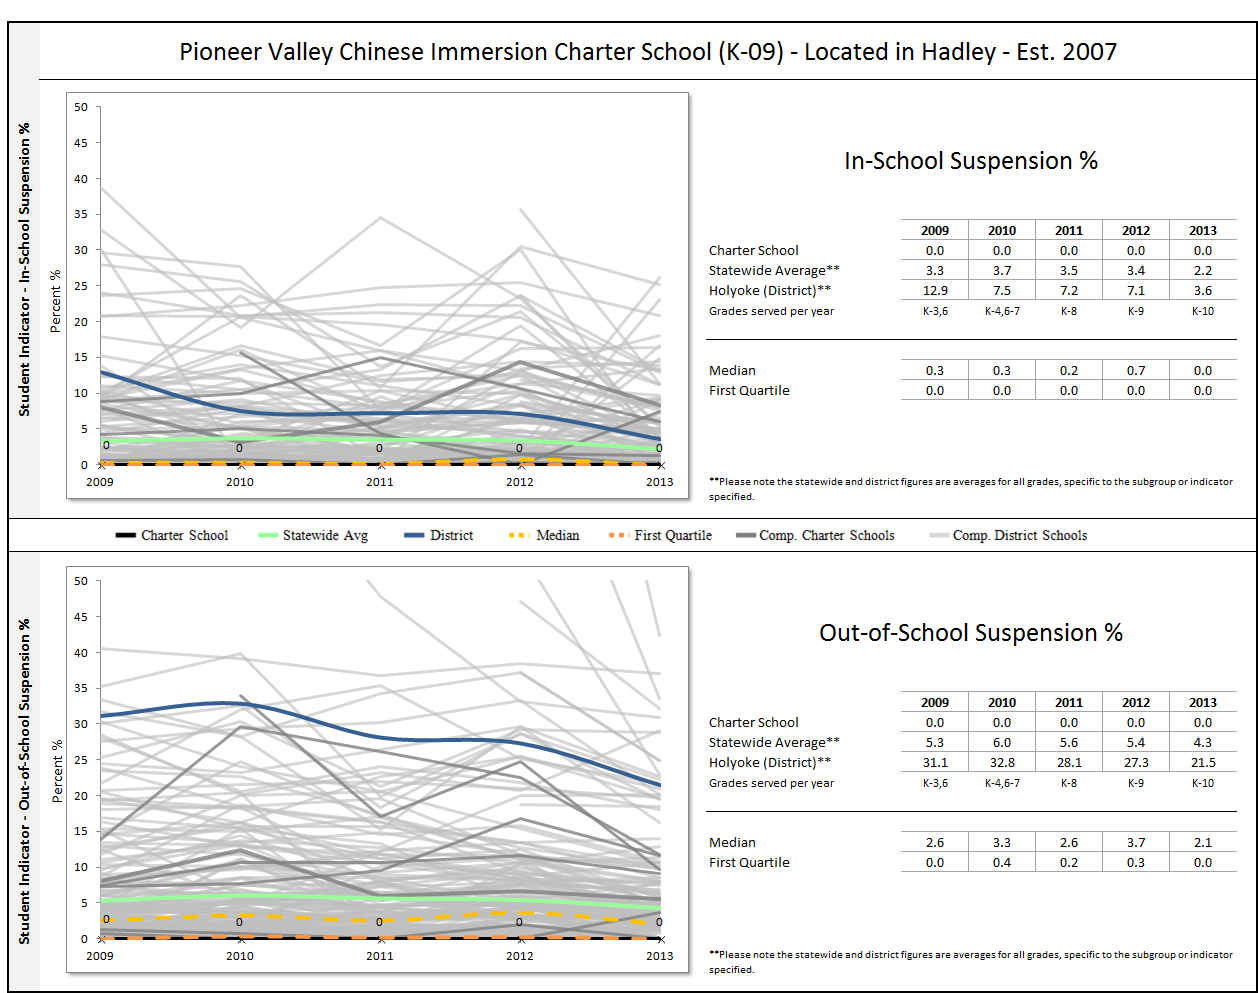 Pioneer Valley Chinese Immersion Charter School (K-09) - Located in Hadley - Est. 2007
Student Indicator - In-School Suspension %
Percent %
50
45
40
35
30
25
20
15
10
5
0
0 0 0 0 0
2009 2010 2011 2012 2013
In-School Suspension %
2009 2010 2011 2012 2013
Charter School 0.0 0.0 0.0 0.0 0.0
Statewide Average** 3.3 3.7 3.5 3.4 2.2
Holyoke (District)** 12.9 7.5 7.2 7.1 3.6
Grades served per year K-3,6 K-4,6-7 K-8 K-9 K-10
Median 0.3 0.3 0.2 0.7 0.0
First Quartile 0.0 0.0 0.0 0.0 0.0
**Please note the statewide and district figures are averages for all grades, specific to the subgroup or indicator
specified.
Charter School Statewide Avg District Median First Quartile Comp. Charter Schools Comp. District Schools
Student Indicator - Out-of-School Suspension %
Percent %
50
45
40
35
30
25
20
15
10
5
0
0 0 0 0 0
2009 2010 2011 2012 2013
Out-of-School Suspension %
2009 2010 2011 2012 2013
Charter School 0.0 0.0 0.0 0.0 0.0
Statewide Average** 5.3 6.0 5.6 5.4 4.3
Holyoke (District)** 31.1 32.8 28.1 27.3 21.5
Grades served per year K-3,6 K-4,6-7 K-8 K-9 K-10
Median 2.6 3.3 2.6 3.7 2.1
First Quartile 0.0 0.4 0.2 0.3 0.0
**Please note the statewide and district figures are averages for all grades, specific to the subgroup or indicator
specified.